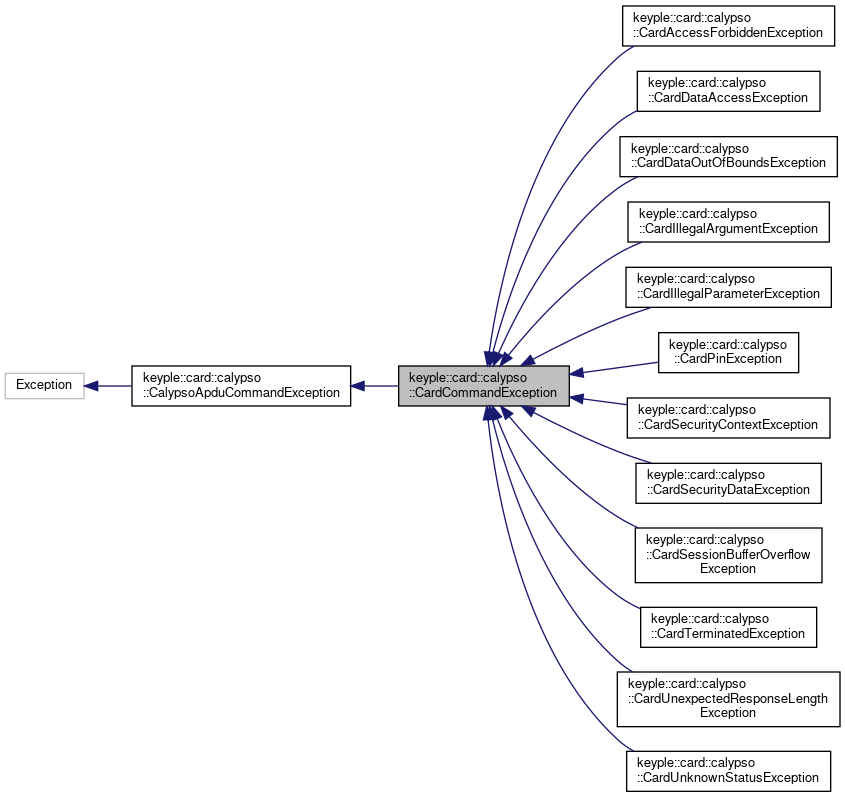 keyple::card::calypso
::CardAccessForbiddenException
keyple::card::calypso
::CardDataAccessException
keyple::card::calypso
::CardDataOutOfBoundsException
keyple::card::calypso
::CardIllegalArgumentException
keyple::card::calypso
::CardIllegalParameterException
keyple::card::calypso
::CardPinException
Exception
keyple::card::calypso
::CalypsoApduCommandException
keyple::card::calypso
::CardCommandException
keyple::card::calypso
::CardSecurityContextException
keyple::card::calypso
::CardSecurityDataException
keyple::card::calypso
::CardSessionBufferOverflow
Exception
keyple::card::calypso
::CardTerminatedException
keyple::card::calypso
::CardUnexpectedResponseLength
Exception
keyple::card::calypso
::CardUnknownStatusException